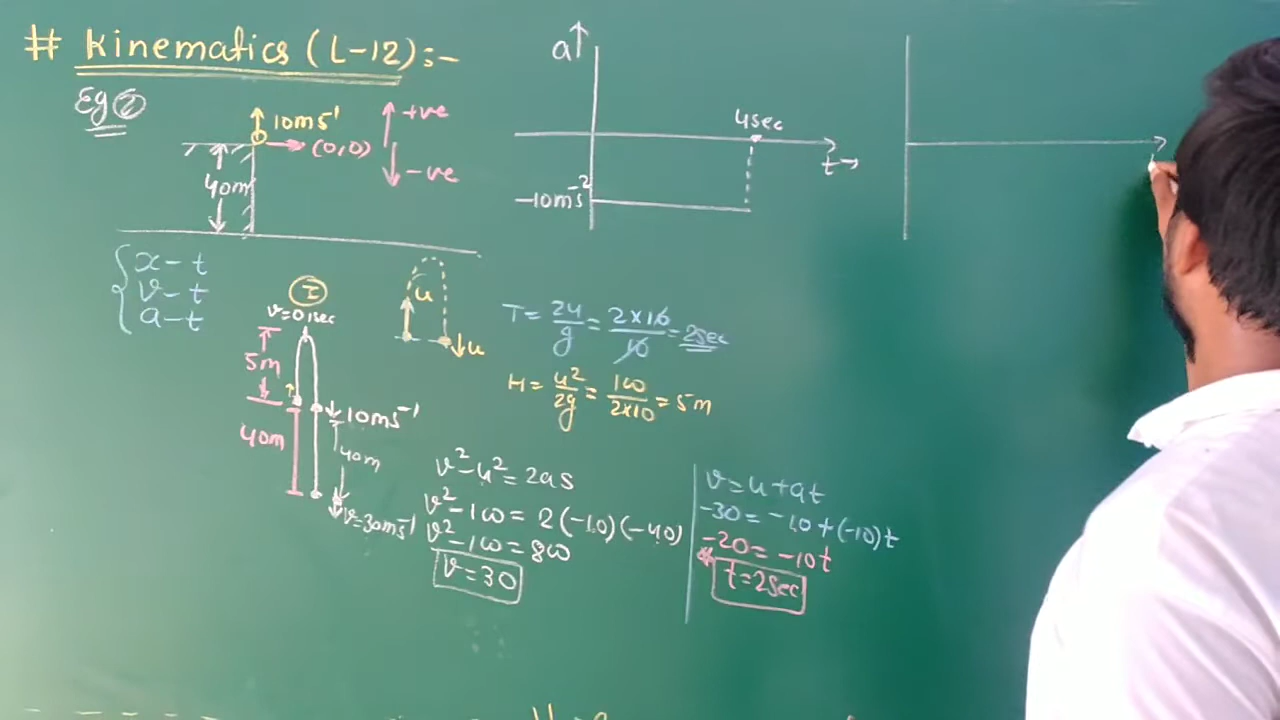 # Kinematics (L-12):-
Eg ②
10ms⁻¹
(0,0)
+ve
-ve
40m
x-t
v-t
a-t
I
v=0, 1sec
5m
10ms⁻¹
40m
40m
v=30ms⁻¹
u
u
a↑
4sec
t→
-10ms⁻²
T = 2u/g = 2×10/10 = 2sec
H = u²/2g = 100/2×10 = 5m
v²-u² = 2as
v²-100 = 2(-10)(-40)
v²-100 = 800
v=30
v=u+at
-30 = -10+(-10)t
-20 = -10t
t=2sec